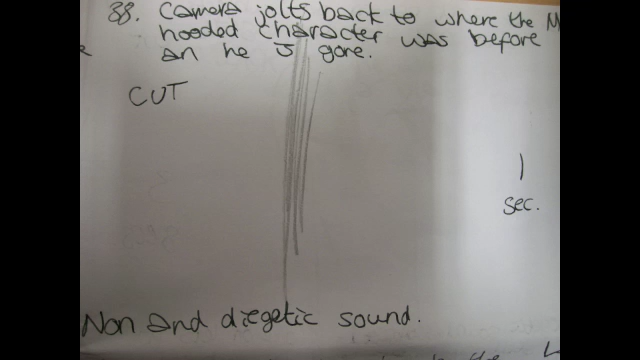 38. Camera jolts back to where the M
hooded character was before
an he J gone.
CUT
1
sec.
Non and diegetic sound.